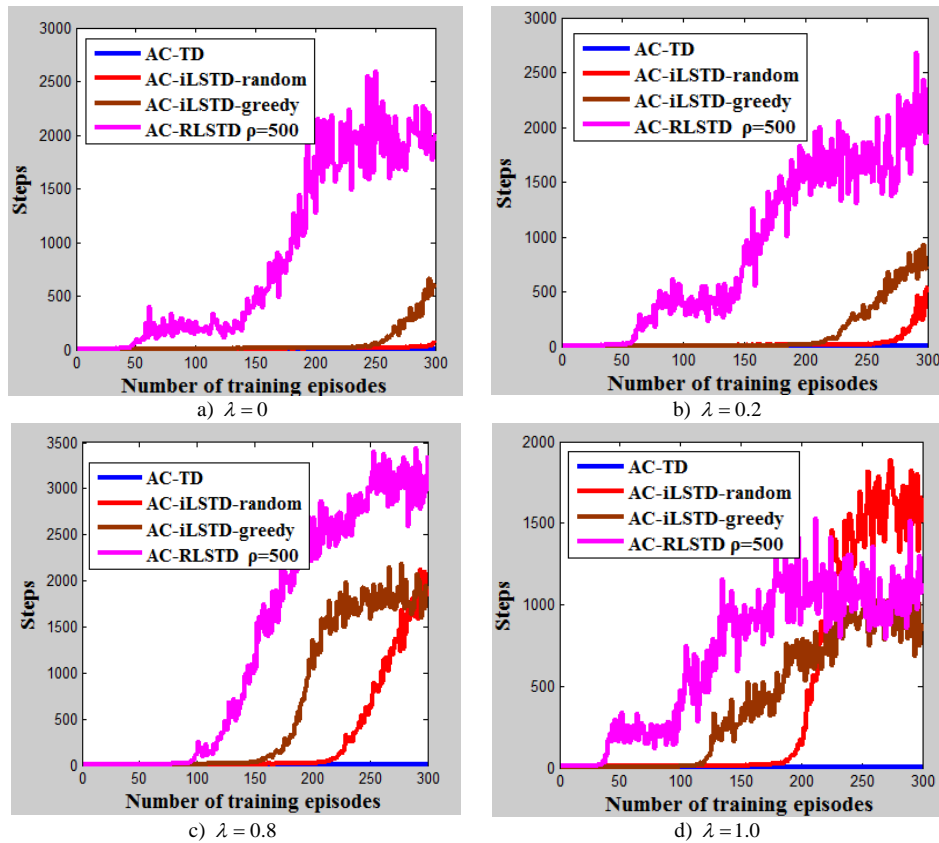 3000
2500
2000
1500
1000
500
0
Steps
AC-TD
AC-iLSTD-random
AC-iLSTD-greedy
AC-RLSTD ρ=500
0 50 100 150 200 250 300
Number of training episodes
a) λ = 0
3000
2500
2000
1500
1000
500
0
Steps
AC-TD
AC-iLSTD-random
AC-iLSTD-greedy
AC-RLSTD ρ=500
0 50 100 150 200 250 300
Number of training episodes
b) λ = 0.2
3500
3000
2500
2000
1500
1000
500
0
Steps
AC-TD
AC-iLSTD-random
AC-iLSTD-greedy
AC-RLSTD ρ=500
0 50 100 150 200 250 300
Number of training episodes
c) λ = 0.8
2000
1500
1000
500
0
Steps
AC-TD
AC-iLSTD-random
AC-iLSTD-greedy
AC-RLSTD ρ=500
0 50 100 150 200 250 300
Number of training episodes
d) λ = 1.0